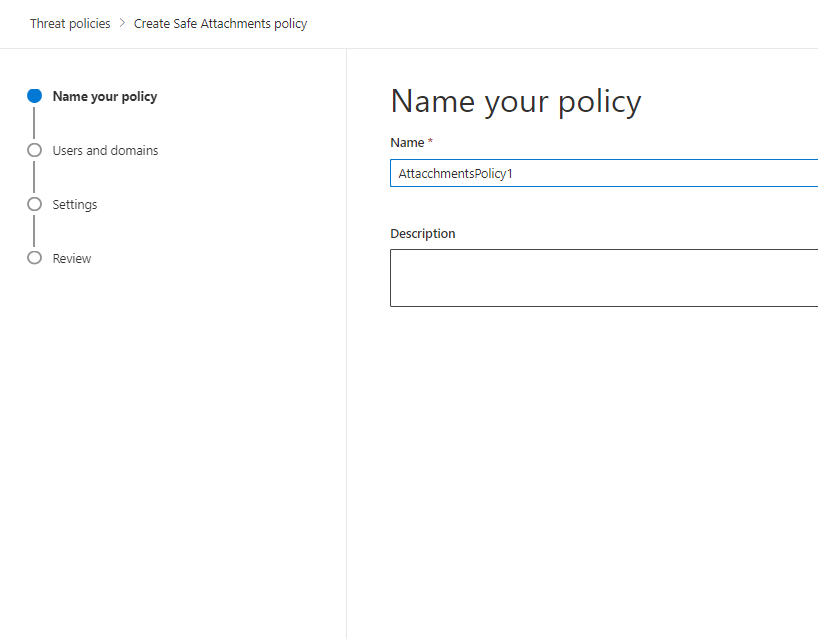 Threat policies > Create Safe Attachments policy
Name your policy
Users and domains
Settings
Review
Name your policy
Name *
AttacchmentsPolicy1
Description